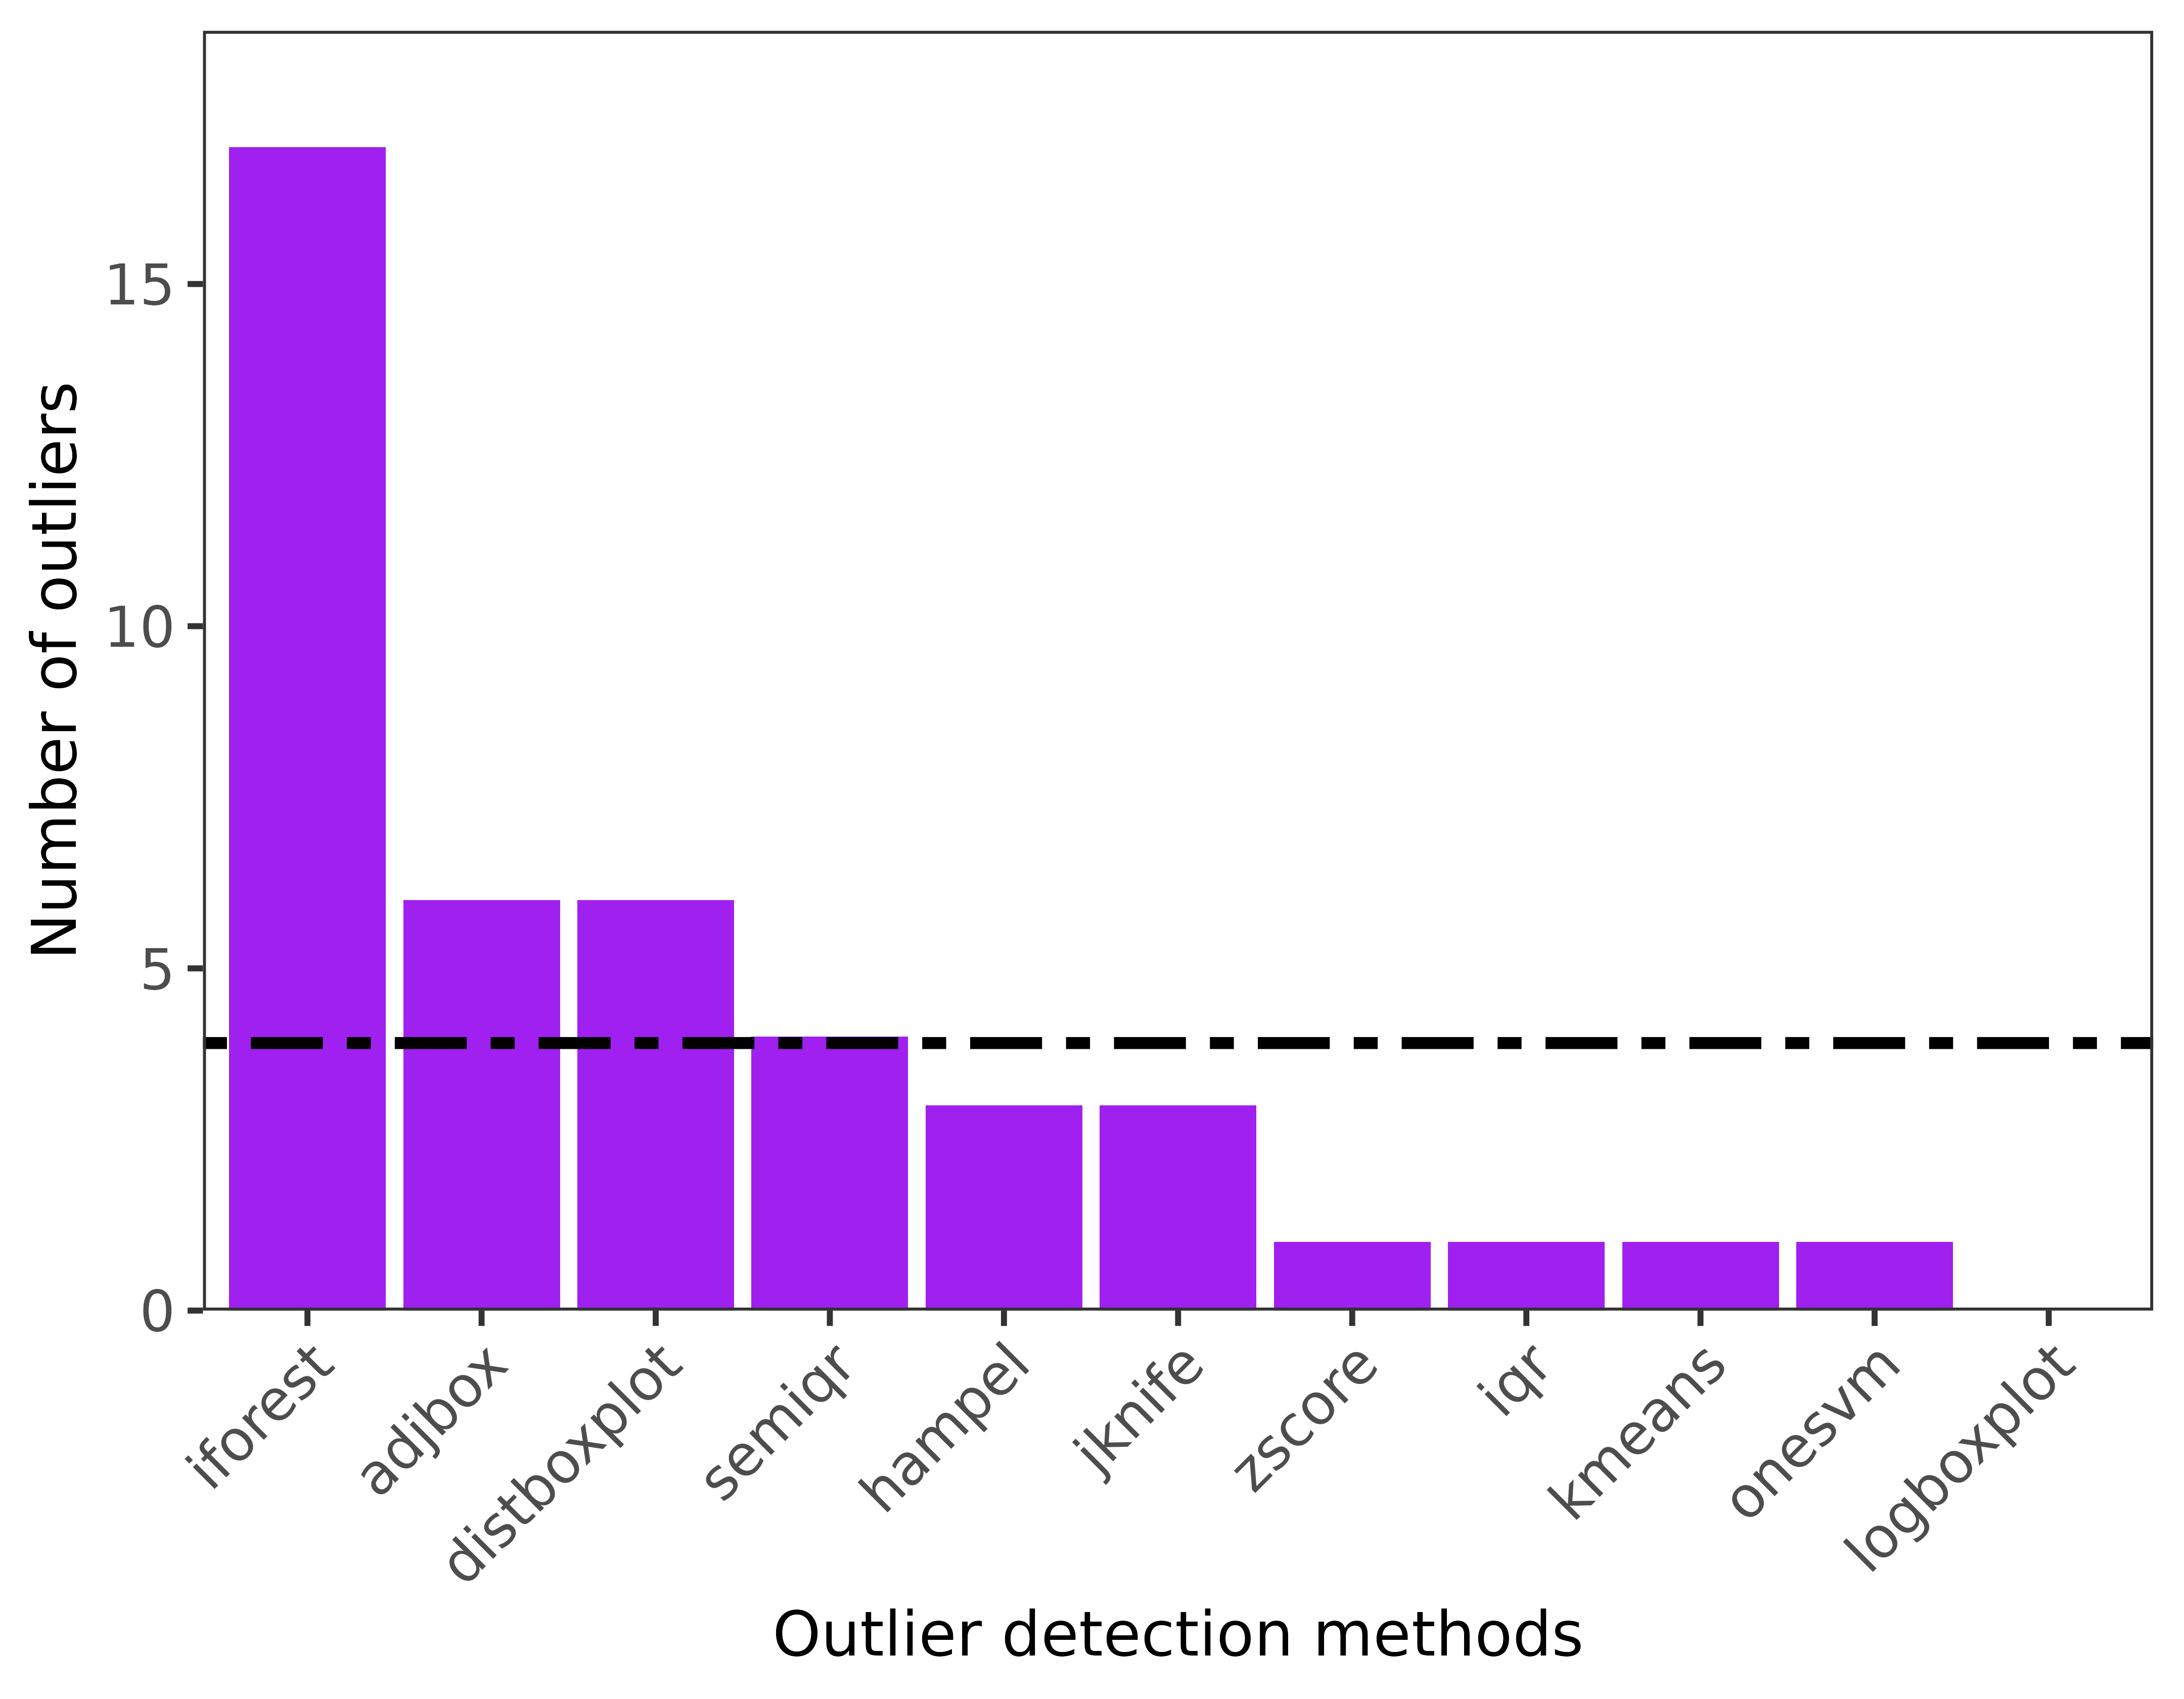 Number of outliers
15
10
5
0
iforest
adjbox
distboxplot
semiqr
hampel
jknife
zscore
iqr
kmeans
onesvm
logboxplot
Outlier detection methods